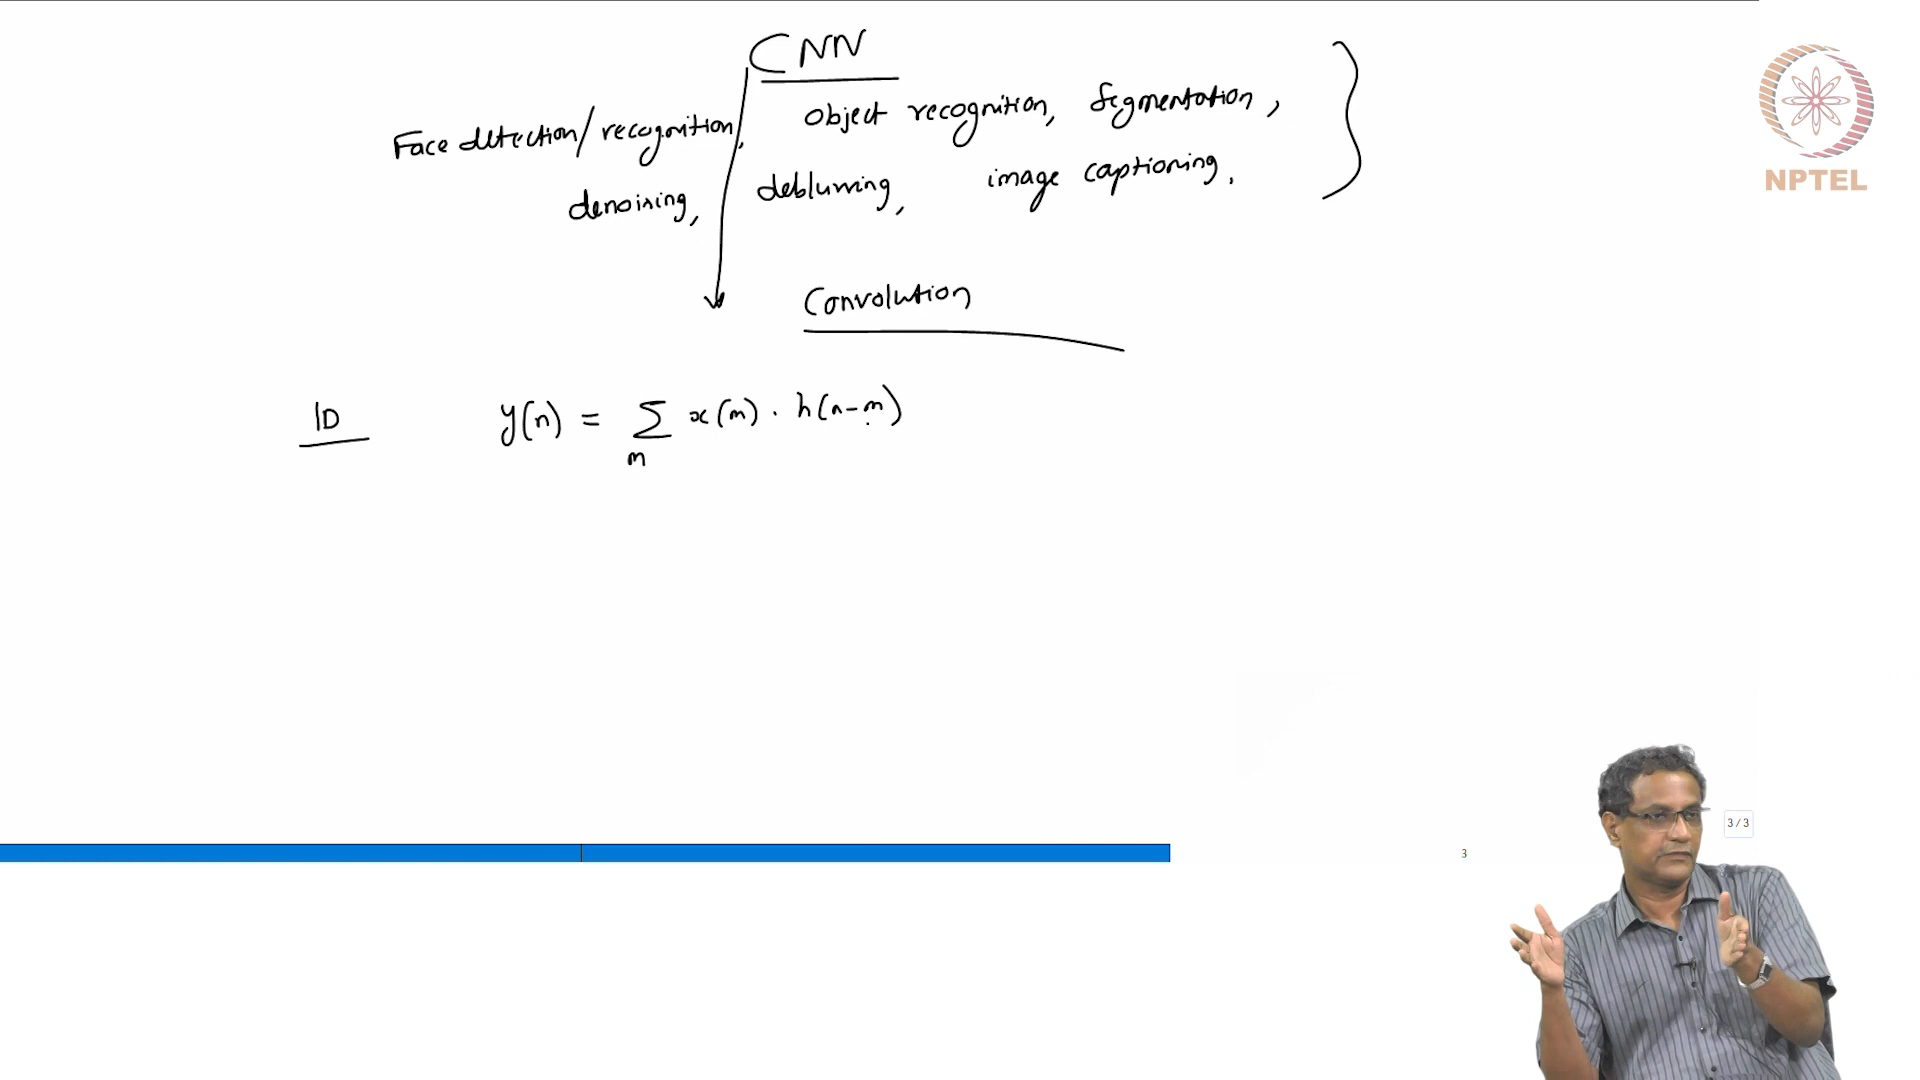 CNN
Face detection/recognition, object recognition, segmentation,
denoising, deblurring, image captioning,
Convolution
1D y(n) = ∑ x(m) · h(n-m)
m
NPTEL
3 / 3
3